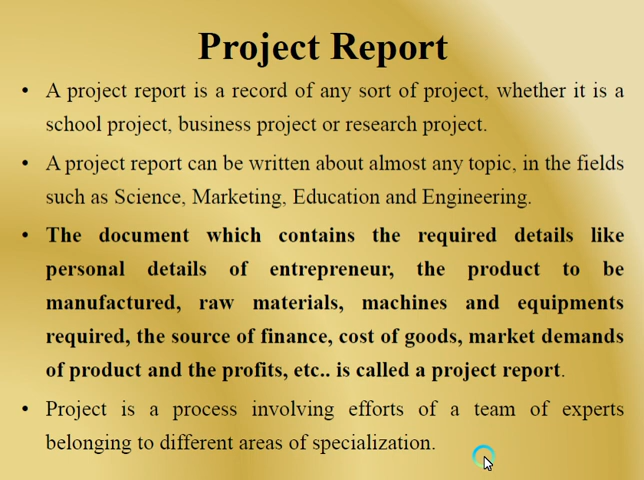 Project Report
• A project report is a record of any sort of project, whether it is a
school project, business project or research project.
• A project report can be written about almost any topic, in the fields
such as Science, Marketing, Education and Engineering.
• The document which contains the required details like
personal details of entrepreneur, the product to be
manufactured, raw materials, machines and equipments
required, the source of finance, cost of goods, market demands
of product and the profits, etc.. is called a project report.
• Project is a process involving efforts of a team of experts
belonging to different areas of specialization.